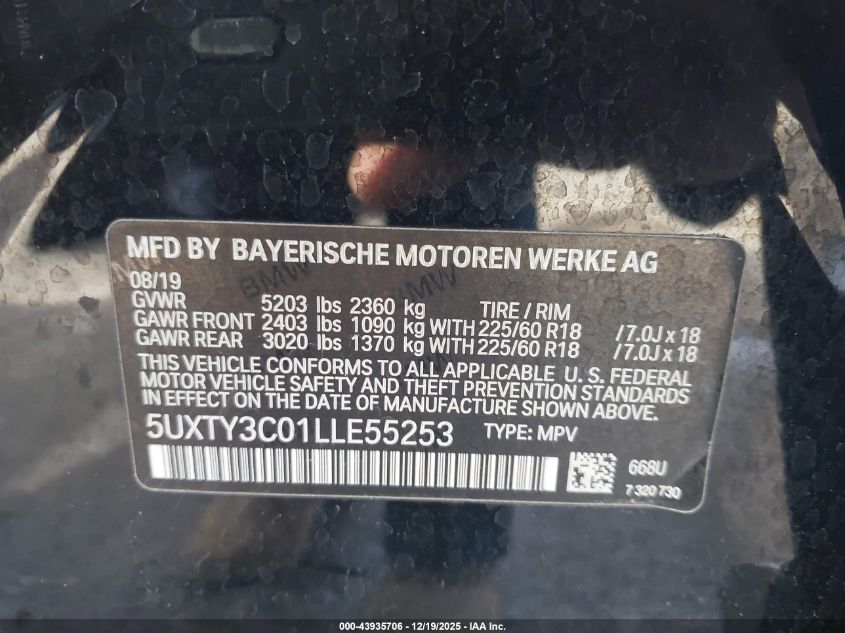 MFD BY BAYERISCHE MOTOREN WERKE AG
08/19
GVWR 5203 lbs 2360 kg TIRE / RIM
GAWR FRONT 2403 lbs 1090 kg WITH 225/60 R18 / 7.0J x 18
GAWR REAR 3020 lbs 1370 kg WITH 225/60 R18 / 7.0J x 18
THIS VEHICLE CONFORMS TO ALL APPLICABLE U. S. FEDERAL
MOTOR VEHICLE SAFETY AND THEFT PREVENTION STANDARDS
IN EFFECT ON THE DATE OF MANUFACTURE SHOWN ABOVE.
5UXTY3C01LLE55253 TYPE: MPV
668U
7 320 730
BMW
BMW
000-43935706 - 12/19/2025 - IAA Inc.